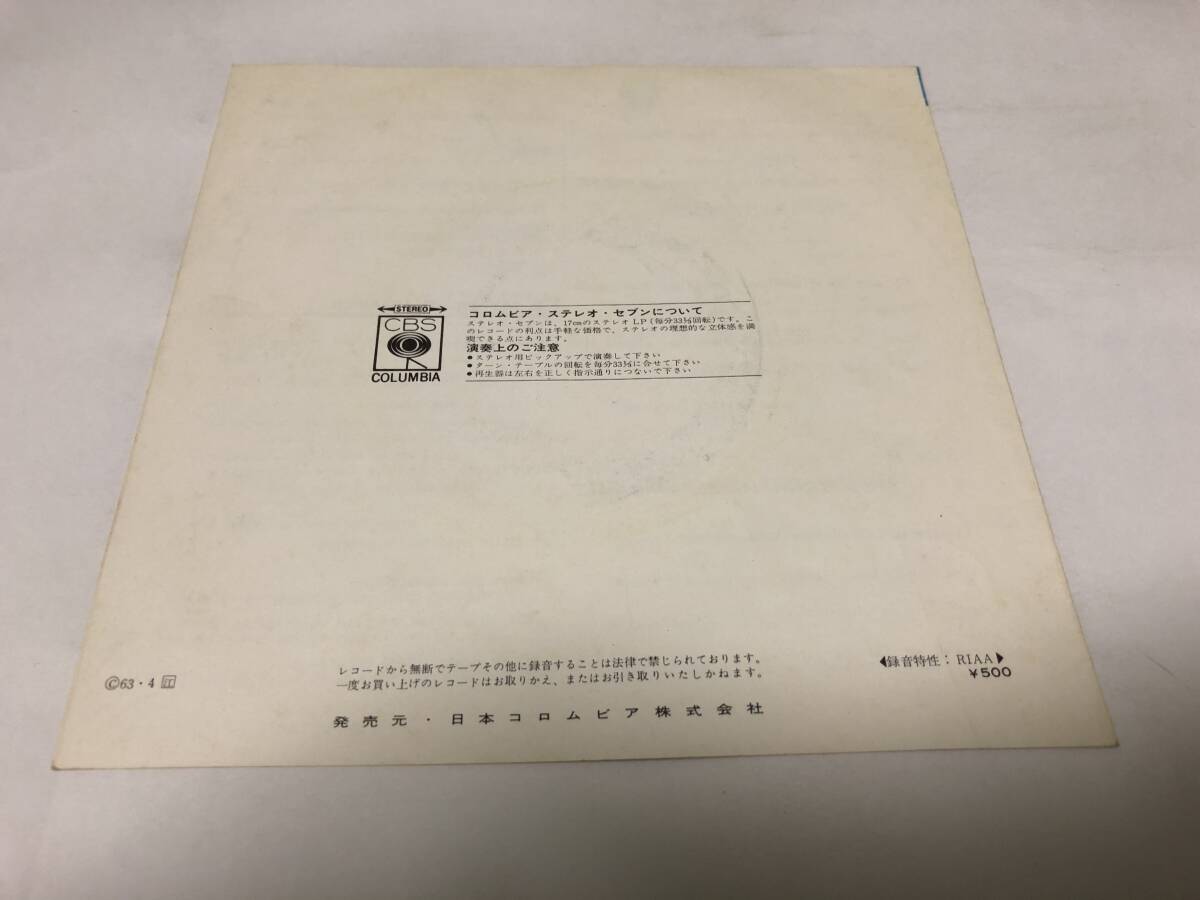 STEREO
CBS
COLUMBIA
コロムビア・ステレオ・セブンについて
ステレオ・セブンは、17㎝のステレオLP(毎分33⅓回転)です。こ
のレコードの利点は手軽な価格で、ステレオの理想的な立体感を満
喫できる点にあります。
演奏上のご注意
●ステレオ用ピックアップで演奏して下さい
●ターン・テーブルの回転を毎分33⅓に合せて下さい
●再生器は左右を正しく指示通りにつないで下さい
レコードから無断でテープその他に録音することは法律で禁じられております。
一度お買い上げのレコードはお取りかえ、またはお引き取りいたしかねます。
発売元・日本コロムビア株式会社
Ⓒ63・4
◀録音特性：RIAA▶
¥500